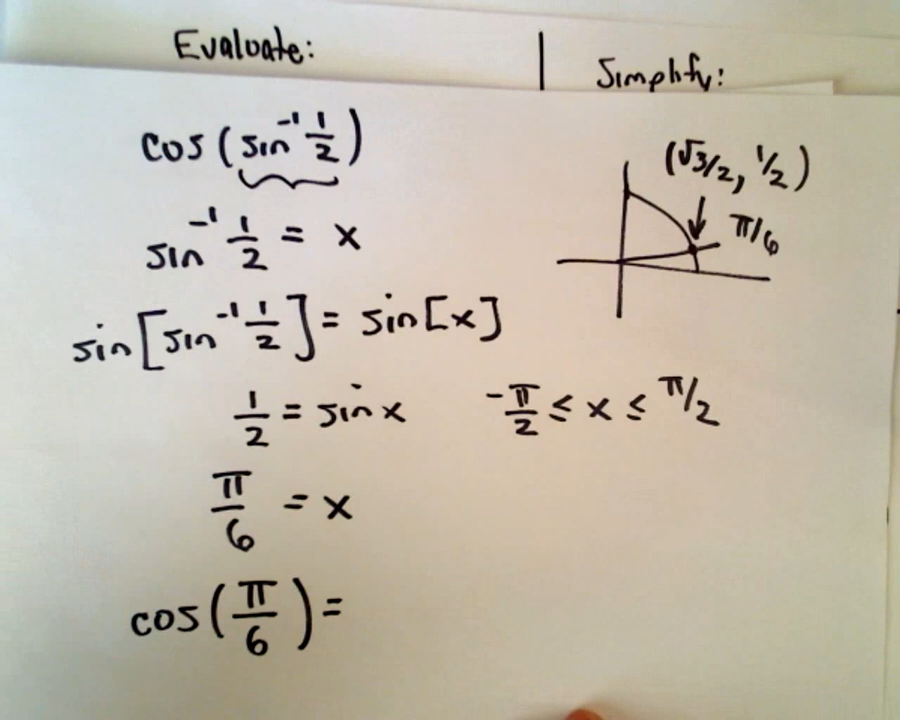 Evaluate:
Simplify:
cos(sin⁻¹ 1/2)
(√3/2, 1/2)
π/6
sin⁻¹ 1/2 = x
sin[sin⁻¹ 1/2] = sin[x]
1/2 = sin x
-π/2 ≤ x ≤ π/2
π/6 = x
cos(π/6) =